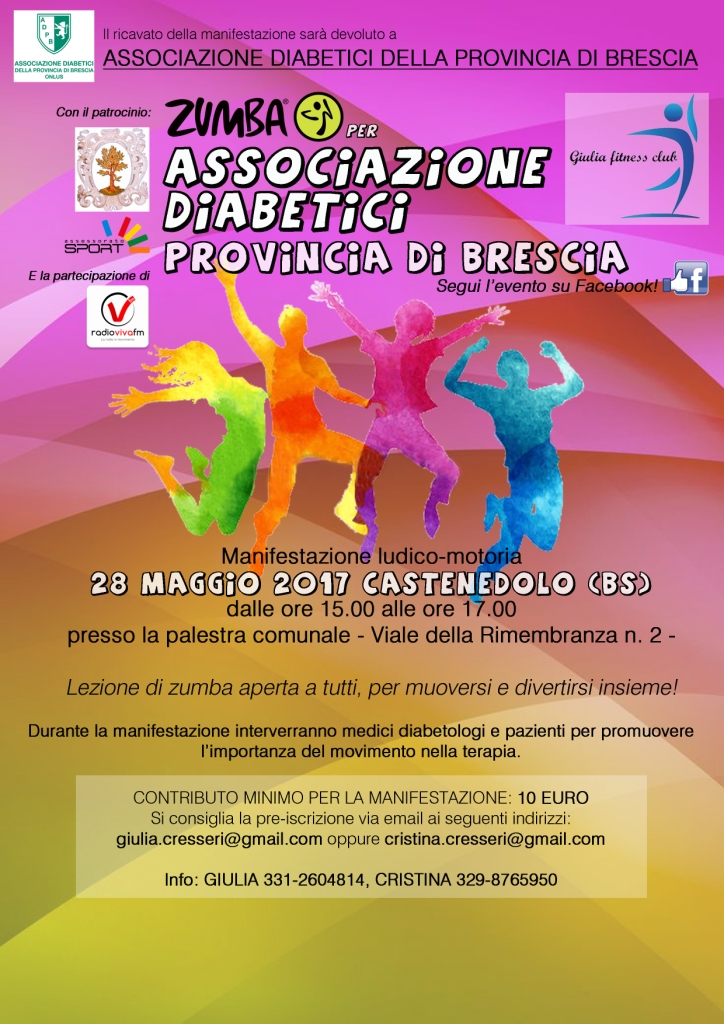 A D P B
ASSOCIAZIONE DIABETICI
DELLA PROVINCIA DI BRESCIA
ONLUS
Il ricavato della manifestazione sarà devoluto a
ASSOCIAZIONE DIABETICI DELLA PROVINCIA DI BRESCIA
Con il patrocinio:
ZUMBA® PER
ASSOCIAZIONE
DIABETICI
PROVINCIA DI BRESCIA
Giulia fitness club
assessorato
SPORT
E la partecipazione di
radiovivafm
Segui l'evento su Facebook!
Manifestazione ludico-motoria
28 MAGGIO 2017 CASTENEDOLO (BS)
dalle ore 15.00 alle ore 17.00
presso la palestra comunale - Viale della Rimembranza n. 2 -
Lezione di zumba aperta a tutti, per muoversi e divertirsi insieme!
Durante la manifestazione interverranno medici diabetologi e pazienti per promuovere
l'importanza del movimento nella terapia.
CONTRIBUTO MINIMO PER LA MANIFESTAZIONE: 10 EURO
Si consiglia la pre-iscrizione via email ai seguenti indirizzi:
giulia.cresseri@gmail.com oppure cristina.cresseri@gmail.com
Info: GIULIA 331-2604814, CRISTINA 329-8765950